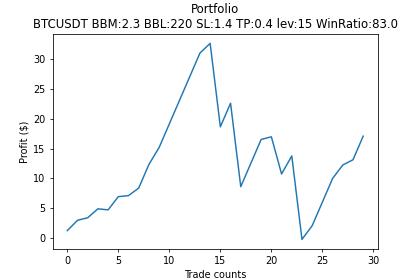 Portfolio
BTCUSDT BBM:2.3 BBL:220 SL:1.4 TP:0.4 lev:15 WinRatio:83.0
Profit ($)
30
25
20
15
10
5
0
0 5 10 15 20 25 30
Trade counts